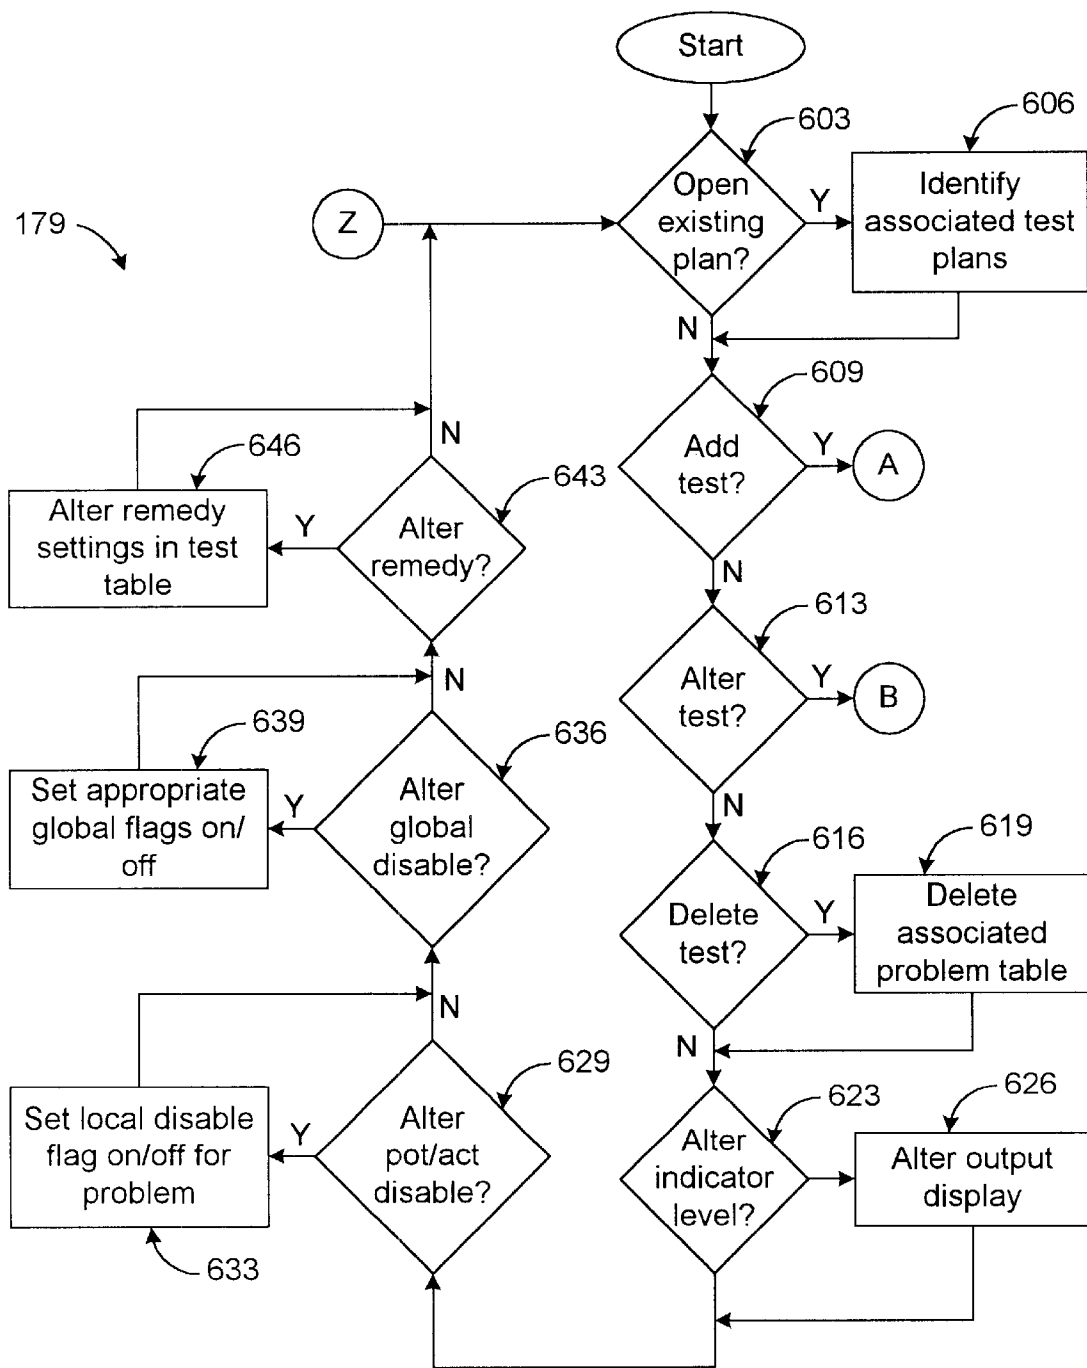 Start
603
606
Open
existing
plan?
Y
Identify
associated test
plans
179
Z
N
609
Add
test?
Y
A
N
646
643
Alter remedy
settings in test
table
Y
Alter
remedy?
N
N
613
Alter
test?
Y
B
N
639
636
Set appropriate
global flags on/
off
Y
Alter
global
disable?
N
616
619
Delete
test?
Y
Delete
associated
problem table
N
N
629
623
626
Set local disable
flag on/off for
problem
Y
Alter
pot/act
disable?
Alter
indicator
level?
Alter output
display
633